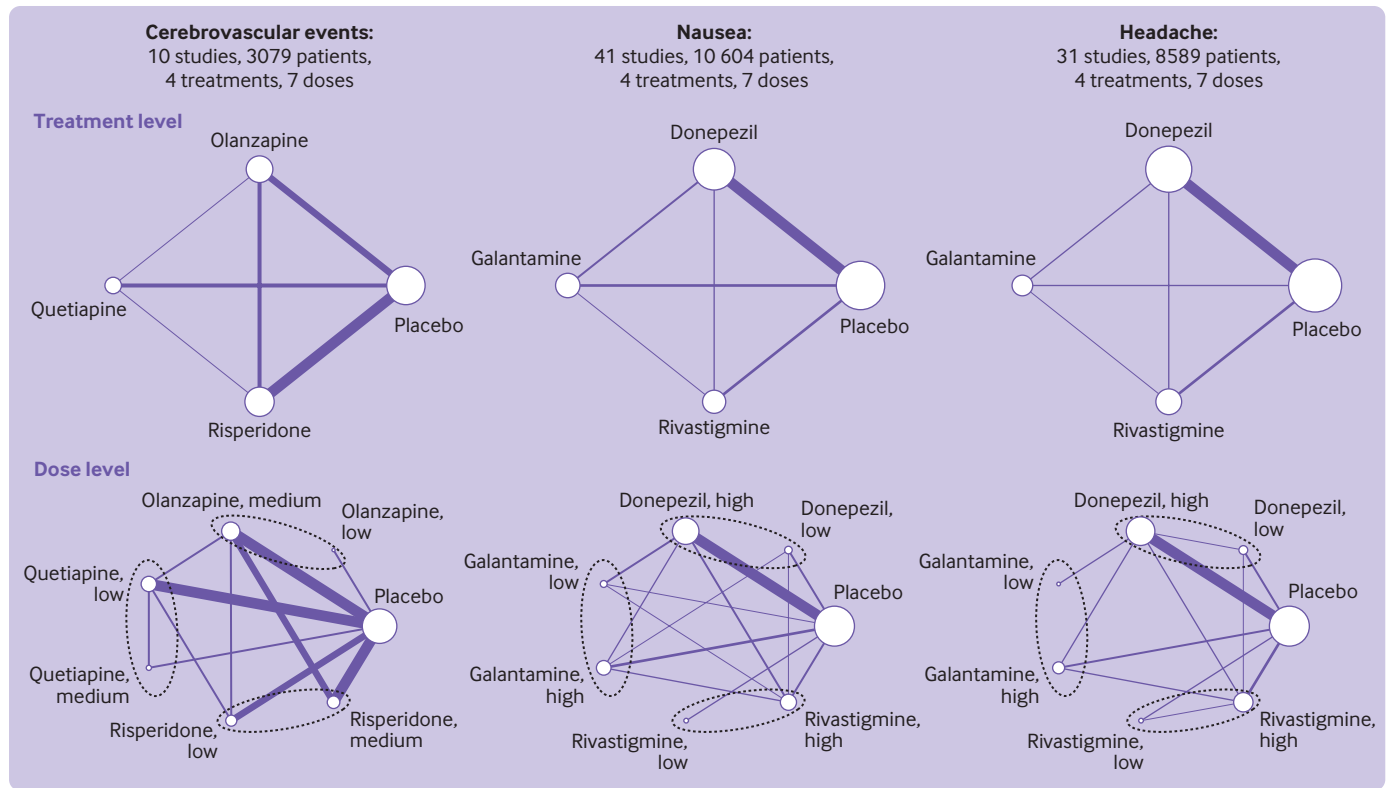 Cerebrovascular events:
10 studies, 3079 patients,
4 treatments, 7 doses
Nausea:
41 studies, 10 604 patients,
4 treatments, 7 doses
Headache:
31 studies, 8589 patients,
4 treatments, 7 doses
Treatment level
Olanzapine
Quetiapine
Placebo
Risperidone
Donepezil
Galantamine
Placebo
Rivastigmine
Donepezil
Galantamine
Placebo
Rivastigmine
Dose level
Olanzapine, medium
Olanzapine,
low
Quetiapine,
low
Placebo
Quetiapine,
medium
Risperidone,
low
Risperidone,
medium
Donepezil, high
Donepezil,
low
Galantamine,
low
Placebo
Galantamine,
high
Rivastigmine,
low
Rivastigmine,
high
Donepezil, high
Donepezil,
low
Galantamine,
low
Placebo
Galantamine,
high
Rivastigmine,
low
Rivastigmine,
high